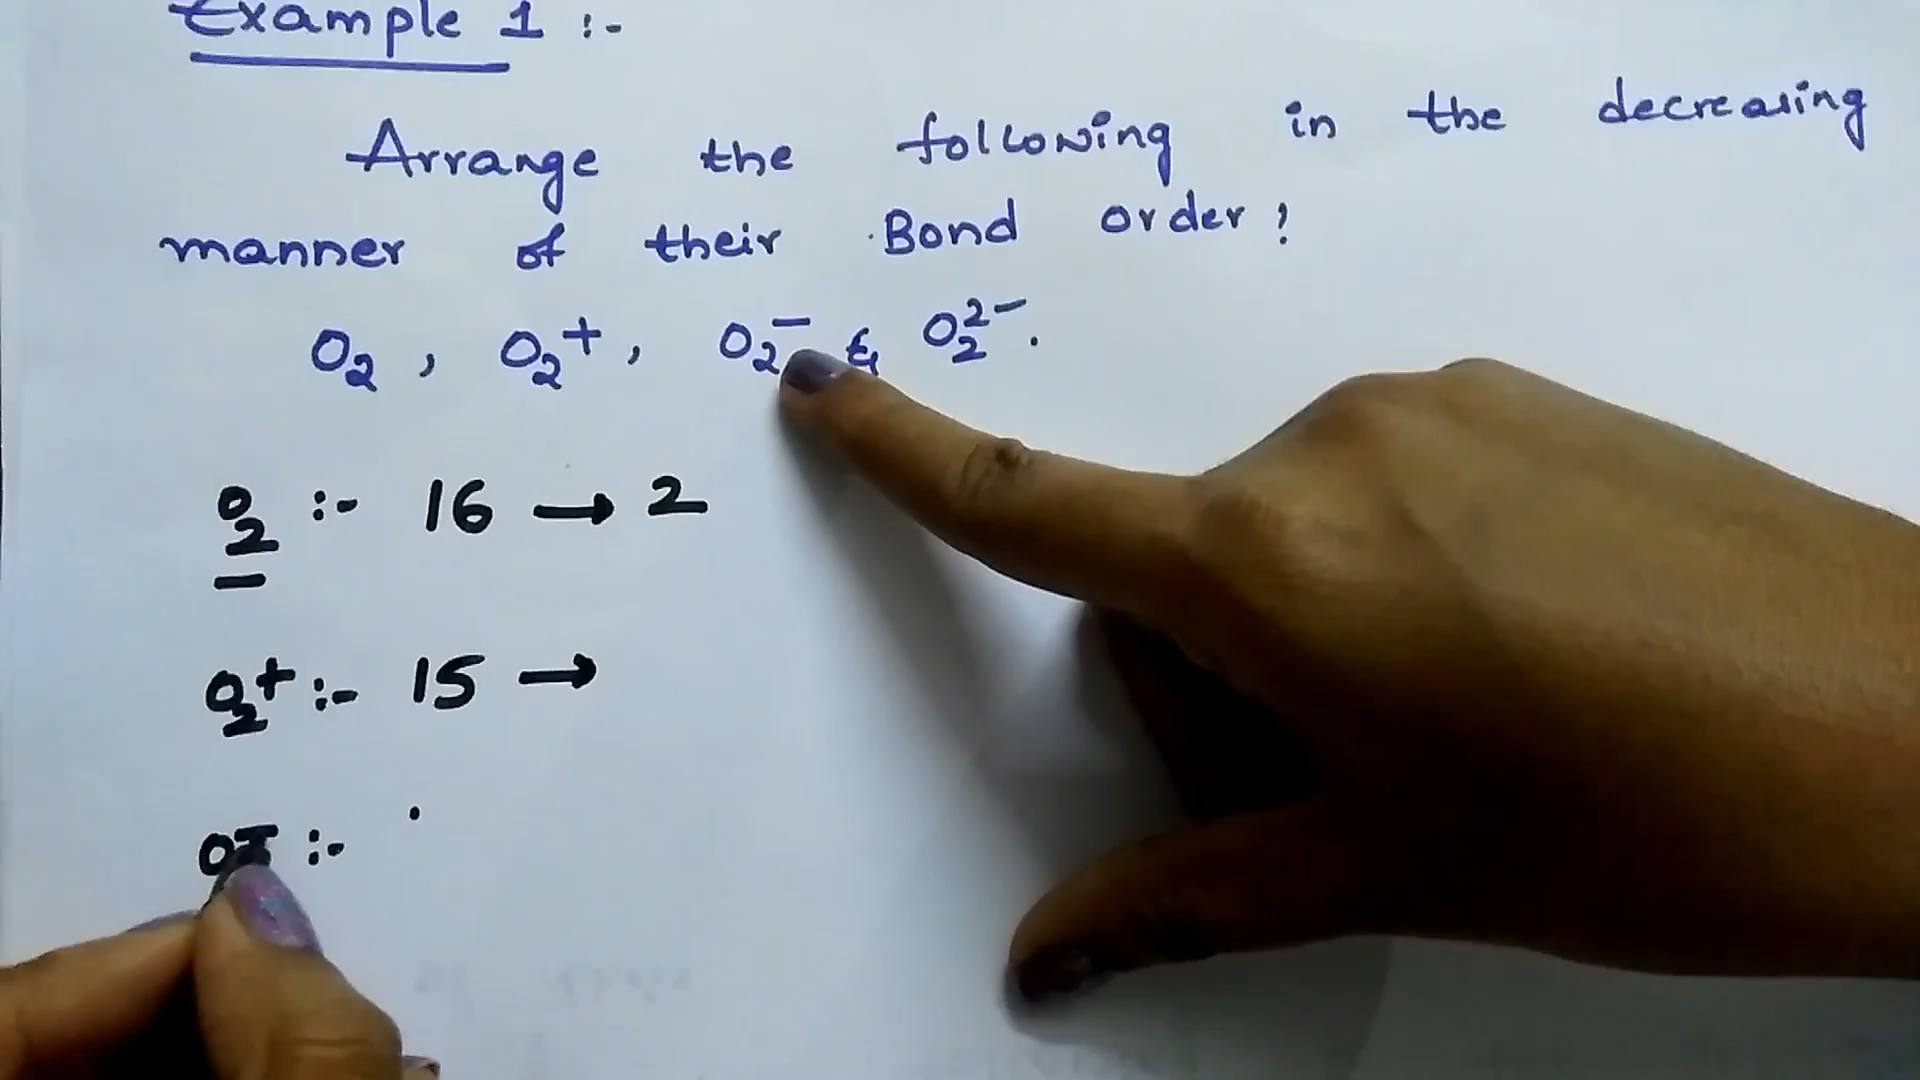 Example 1 :-
Arrange the following in the decreasing
manner of their Bond order?
O₂ , O₂⁺ , O₂⁻ & O₂²⁻.
O₂ :- 16 → 2
O₂⁺ :- 15 →
O₂⁻ :-